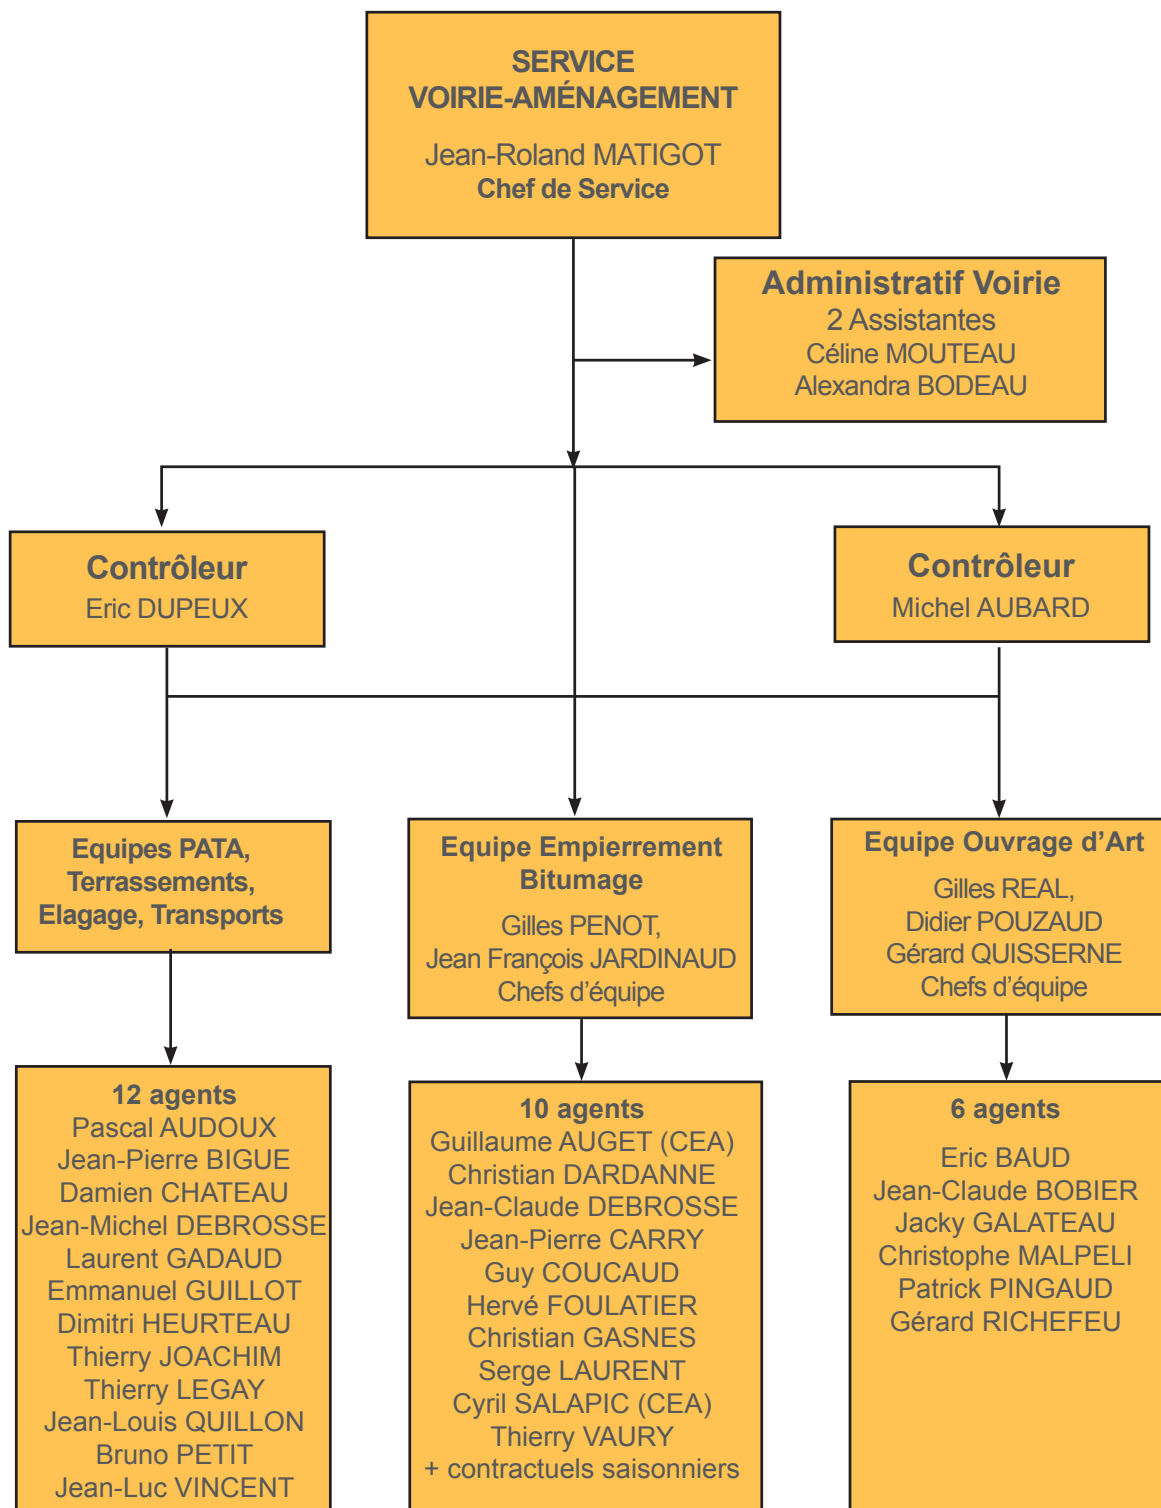 SERVICE
VOIRIE-AMÉNAGEMENT
Jean-Roland MATIGOT
Chef de Service
Administratif Voirie
2 Assistantes
Céline MOUTEAU
Alexandra BODEAU
Contrôleur
Eric DUPEUX
Contrôleur
Michel AUBARD
Equipes PATA,
Terrassements,
Elagage, Transports
Equipe Empierrement
Bitumage
Gilles PENOT,
Jean François JARDINAUD
Chefs d’équipe
Equipe Ouvrage d’Art
Gilles REAL,
Didier POUZAUD
Gérard QUISSERNE
Chefs d’équipe
12 agents
Pascal AUDOUX
Jean-Pierre BIGUE
Damien CHATEAU
Jean-Michel DEBROSSE
Laurent GADAUD
Emmanuel GUILLOT
Dimitri HEURTEAU
Thierry JOACHIM
Thierry LEGAY
Jean-Louis QUILLON
Bruno PETIT
Jean-Luc VINCENT
10 agents
Guillaume AUGET (CEA)
Christian DARDANNE
Jean-Claude DEBROSSE
Jean-Pierre CARRY
Guy COUCAUD
Hervé FOULATIER
Christian GASNES
Serge LAURENT
Cyril SALAPIC (CEA)
Thierry VAURY
+ contractuels saisonniers
6 agents
Eric BAUD
Jean-Claude BOBIER
Jacky GALATEAU
Christophe MALPELI
Patrick PINGAUD
Gérard RICHEFEU